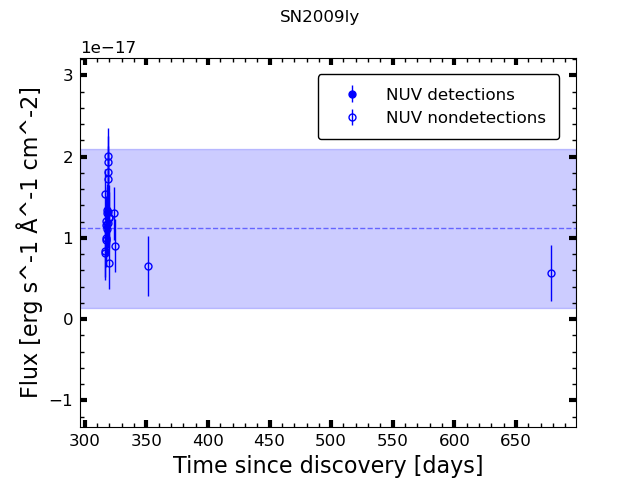 SN2009ly
1e−17
3
2
1
0
−1
Flux [erg s^-1 Å^-1 cm^-2]
NUV detections
NUV nondetections
300 350 400 450 500 550 600 650
Time since discovery [days]